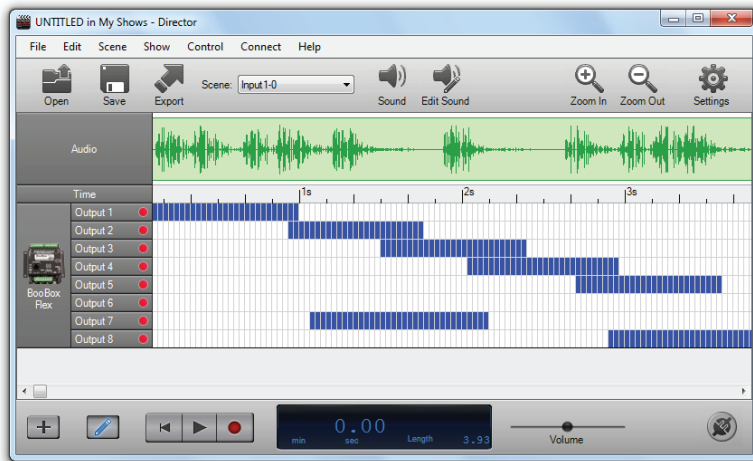 UNTITLED in My Shows - Director
File Edit Scene Show Control Connect Help
Scene: Input1-0
Open Save Export Sound Edit Sound Zoom In Zoom Out Settings
Audio
Time 1s 2s 3s
Output 1
Output 2
Output 3
Output 4
Output 5
Output 6
Output 7
Output 8
BooBox
Flex
0.00
min sec Length 3.93
Volume